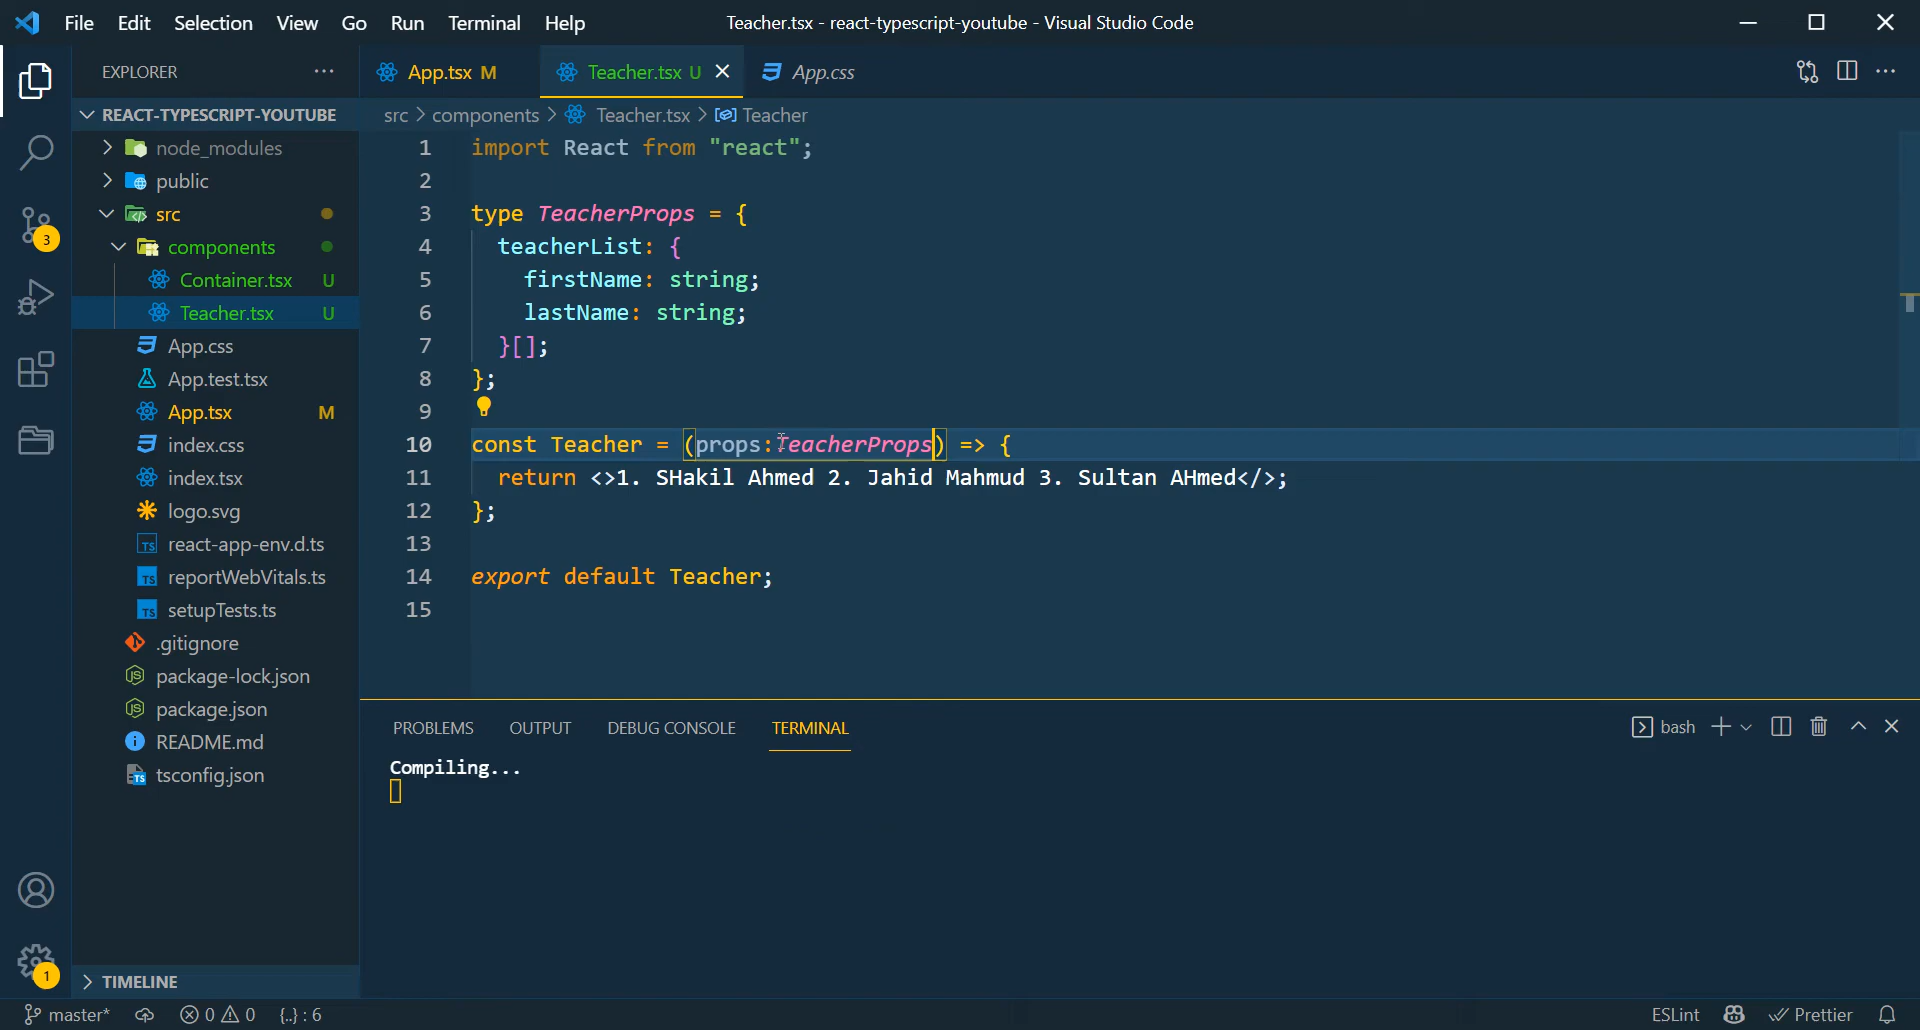 File Edit Selection View Go Run Terminal Help
Teacher.tsx - react-typescript-youtube - Visual Studio Code
EXPLORER ···
App.tsx M
Teacher.tsx U
App.css
REACT-TYPESCRIPT-YOUTUBE
src > components > Teacher.tsx > Teacher
node_modules
public
src
components
Container.tsx U
Teacher.tsx U
App.css
App.test.tsx
App.tsx M
index.css
index.tsx
logo.svg
react-app-env.d.ts
reportWebVitals.ts
setupTests.ts
.gitignore
package-lock.json
package.json
README.md
tsconfig.json
TIMELINE
3
1
1 import React from "react";
2
3 type TeacherProps = {
4 teacherList: {
5 firstName: string;
6 lastName: string;
7 }[];
8 };
9
10 const Teacher = (props:TeacherProps) => {
11 return <>1. SHakil Ahmed 2. Jahid Mahmud 3. Sultan AHmed</>;
12 };
13
14 export default Teacher;
15
PROBLEMS OUTPUT DEBUG CONSOLE TERMINAL
bash
Compiling...
master* 0 0 {..} : 6
ESLint Prettier